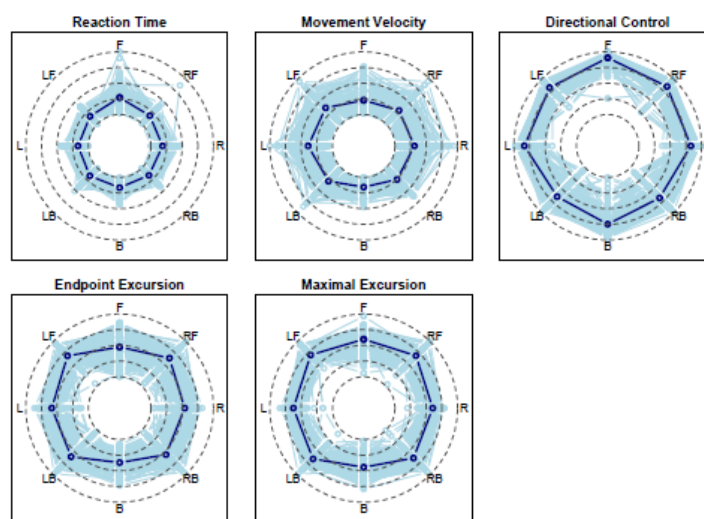 Reaction Time
F
LF
RF
L
R
LB
RB
B
Movement Velocity
F
LF
RF
L
R
LB
RB
B
Directional Control
F
LF
RF
L
R
LB
RB
B
Endpoint Excursion
F
LF
RF
L
R
LB
RB
B
Maximal Excursion
F
LF
RF
L
R
LB
RB
B